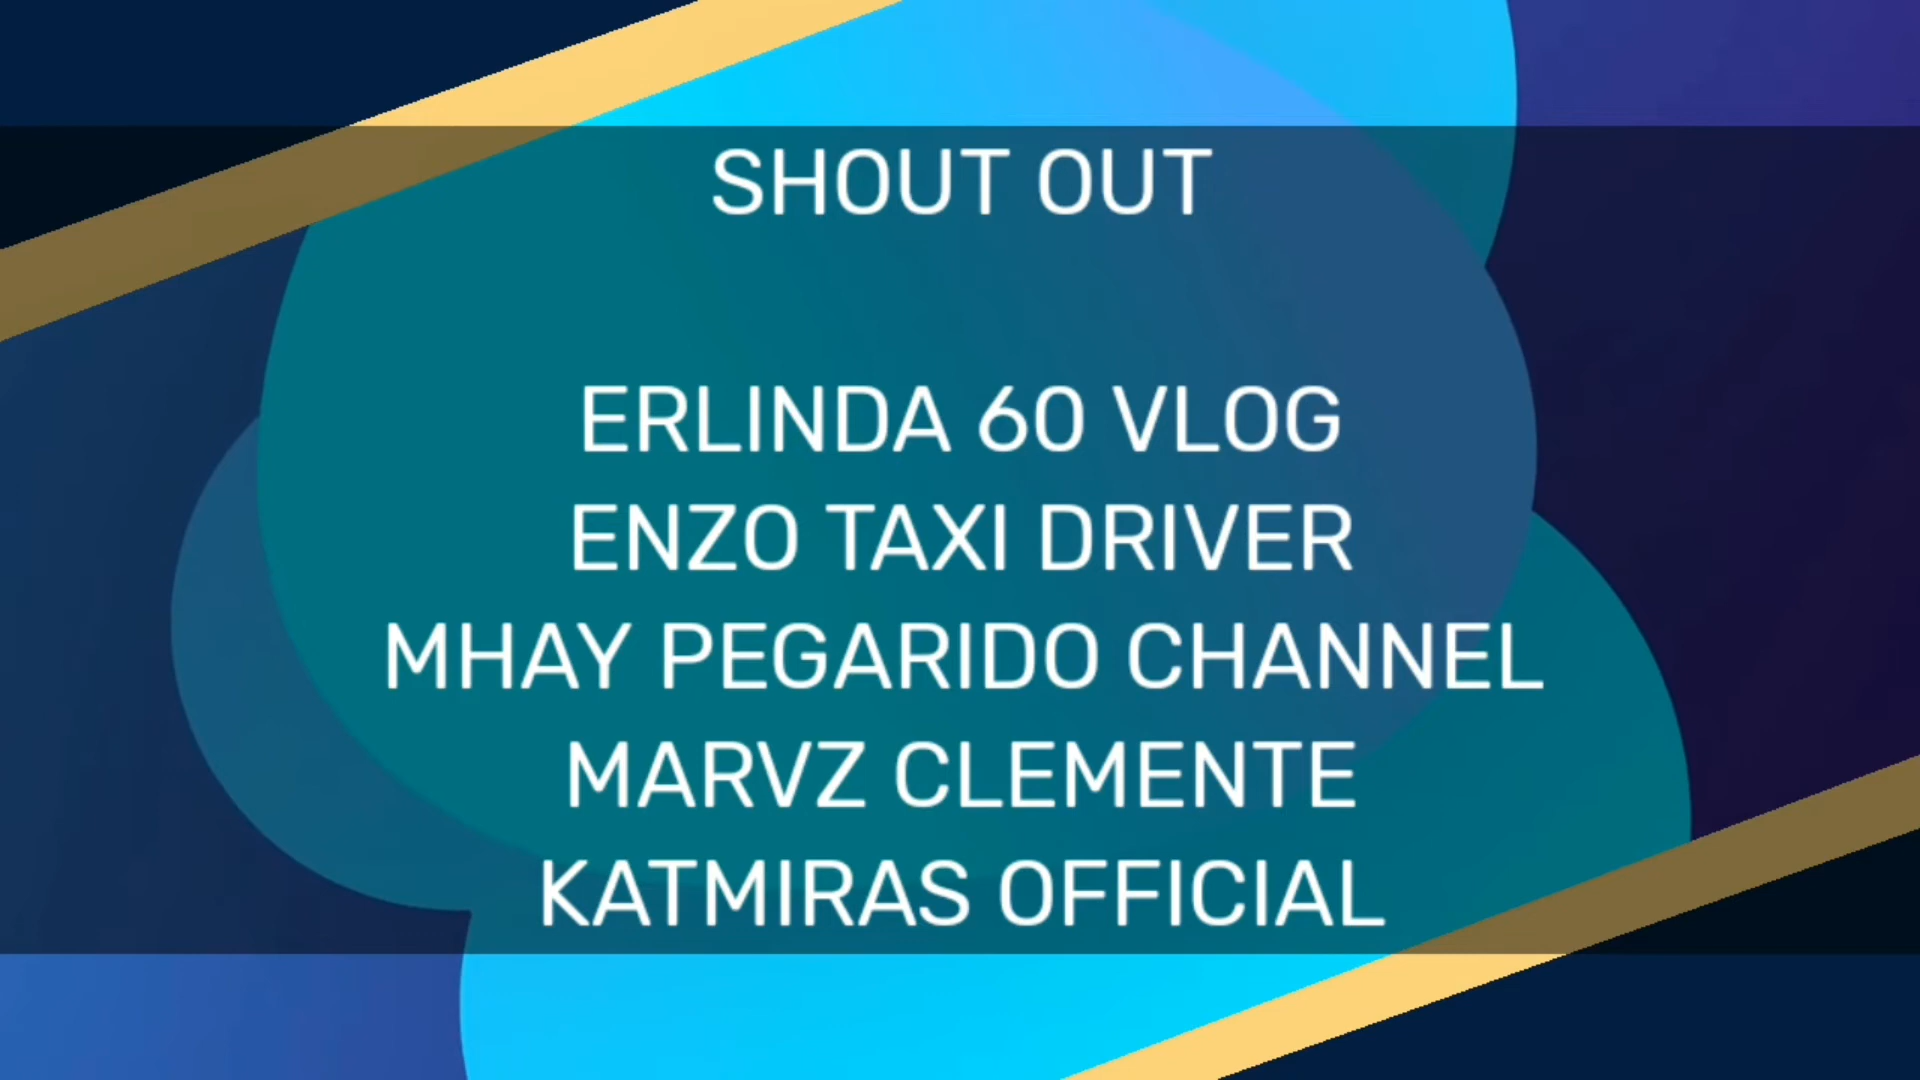 SHOUT OUT
ERLINDA 60 VLOG
ENZO TAXI DRIVER
MHAY PEGARIDO CHANNEL
MARVZ CLEMENTE
KATMIRAS OFFICIAL